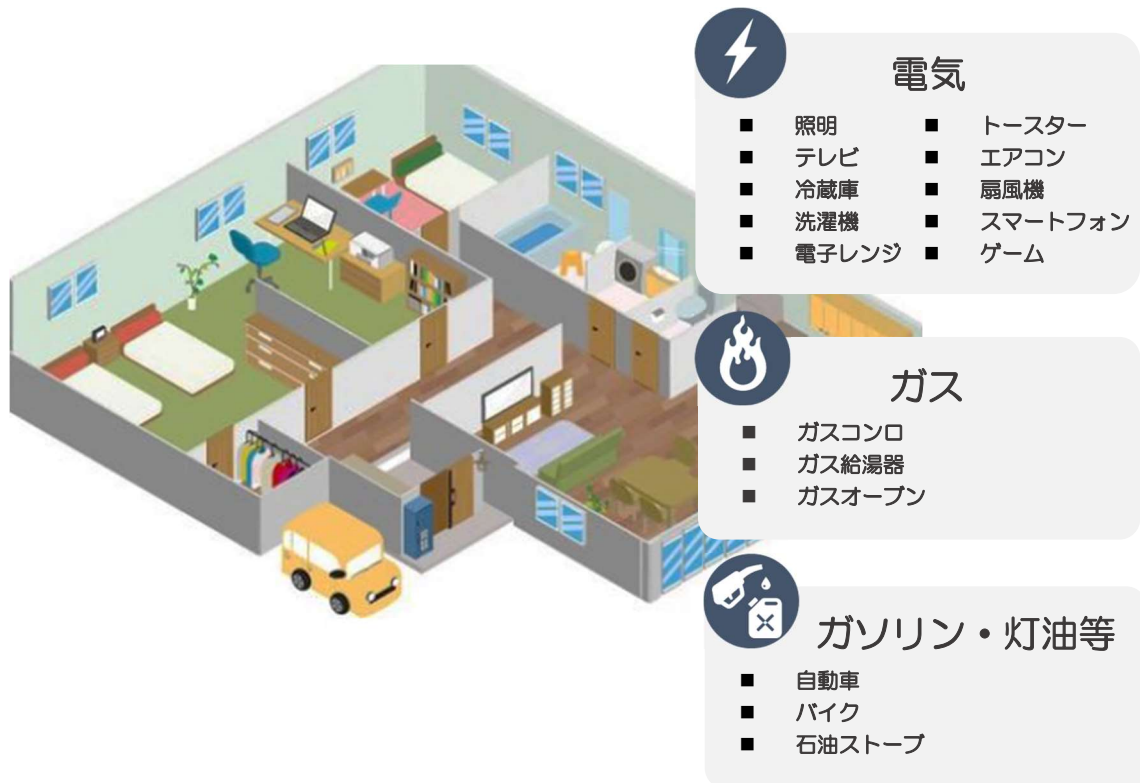 電気
■ 照明
■ テレビ
■ 冷蔵庫
■ 洗濯機
■ 電子レンジ
■ トースター
■ エアコン
■ 扇風機
■ スマートフォン
■ ゲーム
ガス
■ ガスコンロ
■ ガス給湯器
■ ガスオーブン
ガソリン・灯油等
■ 自動車
■ バイク
■ 石油ストーブ